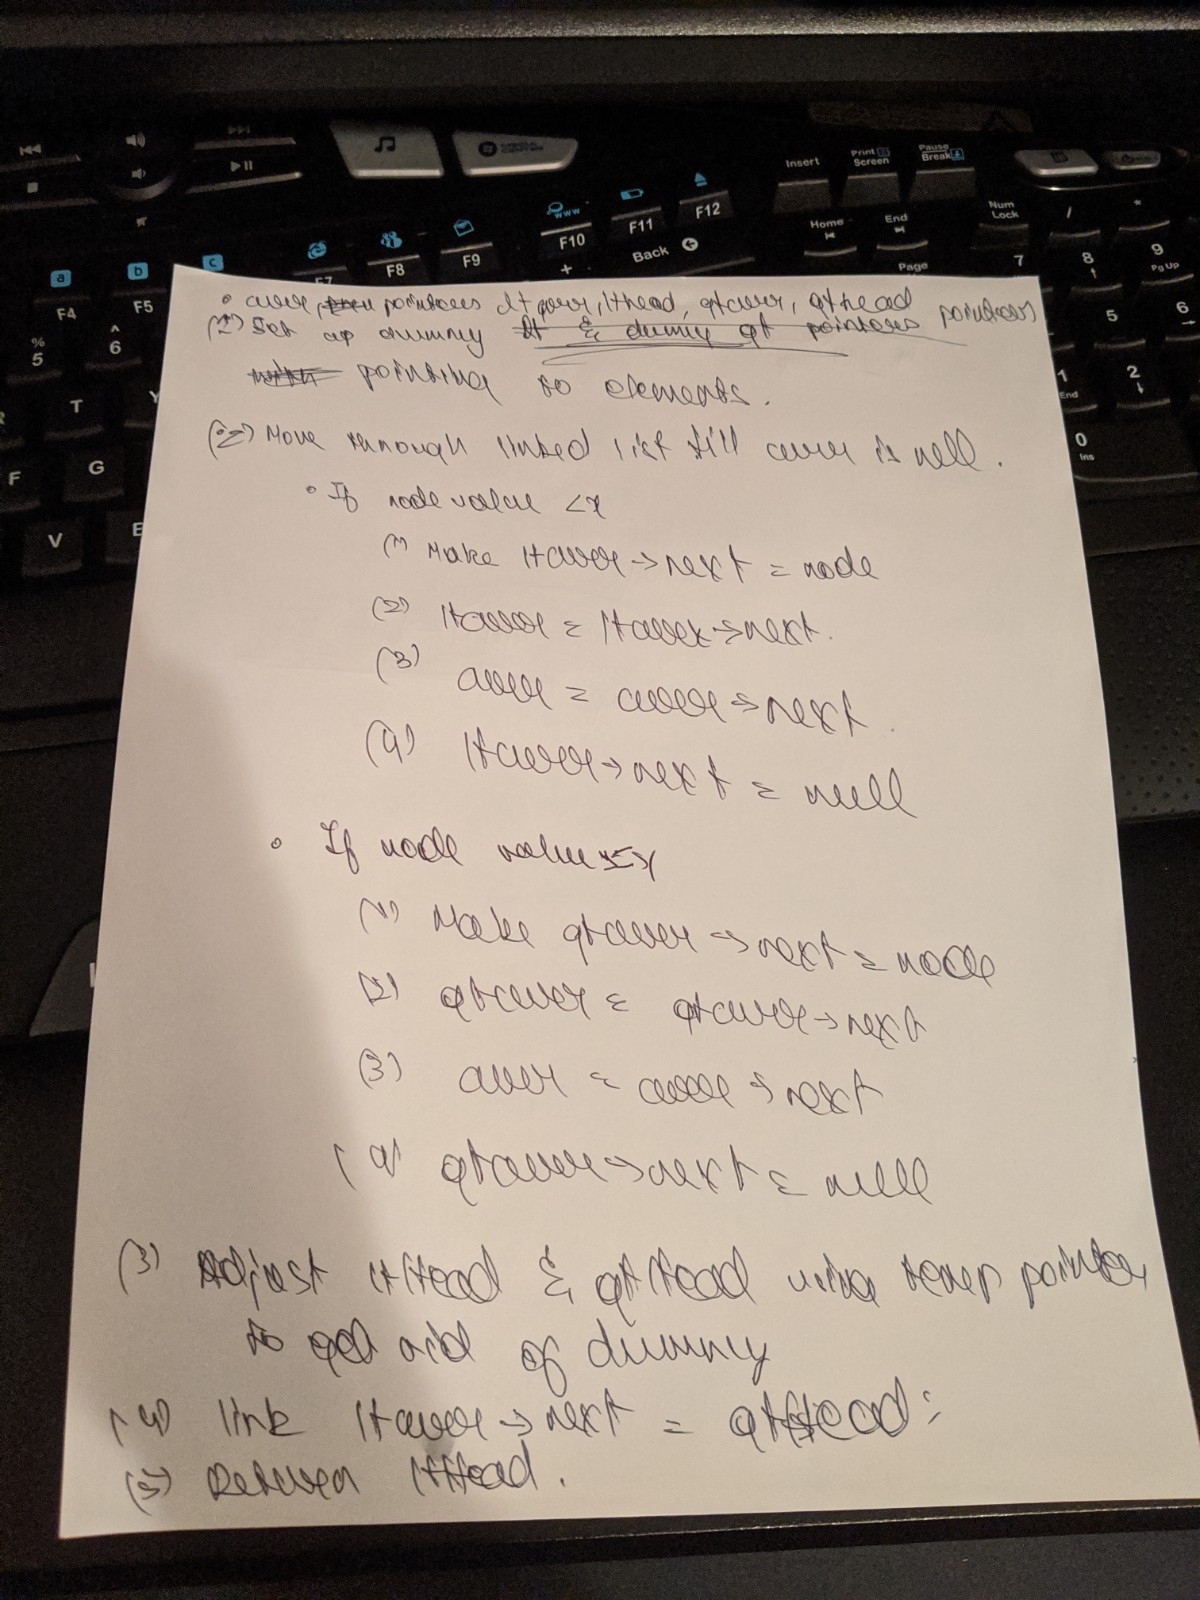 Insert
Print Screen
Pause Break
Num Lock
/
*
www
F10
F11
F12
Home
End
Back
7
8
9
Pg Up
a
b
c
F7
F8
F9
Page
F4
F5
+
%
5
^
6
5
6
T
Y
1
End
2
F
G
0
Ins
V
E
• curr, pointers ltcurr, lthead, gtcurr, gthead
(1) Set up dummy lt & dummy gt pointers pointers
pointing to elements.
(2) Move through linked list till curr is null.
• If node value <x
(1) Make ltcurr->next = node
(2) ltcurr = ltcurr->next.
(3) curr = curr->next.
(4) ltcurr->next = null
• If node value >=x
(1) Make gtcurr->next = node
(2) gtcurr = gtcurr->next
(3) curr = curr->next
(4) gtcurr->next = null
(3) Adjust ltHead & gtHead using temp pointer
to get rid of dummy
(4) link ltcurr->next = gtHead;
(5) Return ltHead.